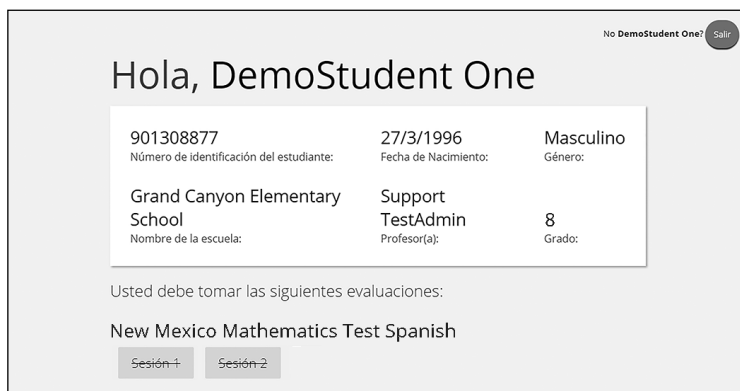 No DemoStudent One? Salir
Hola, DemoStudent One
901308877 27/3/1996 Masculino
Número de identificación del estudiante: Fecha de Nacimiento: Género:
Grand Canyon Elementary Support
School TestAdmin 8
Nombre de la escuela: Profesor(a): Grado:
Usted debe tomar las siguientes evaluaciones:
New Mexico Mathematics Test Spanish
Sesión 1 Sesión 2